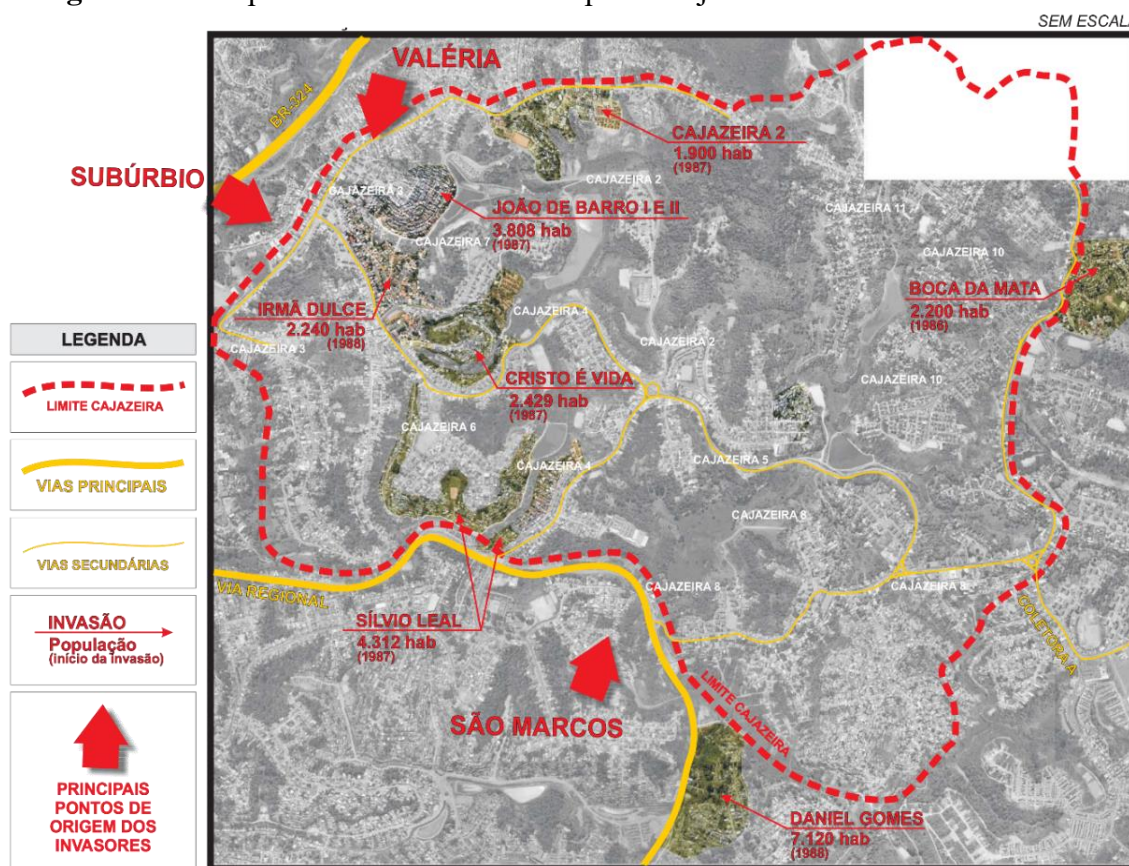 SEM ESCALA
VALÉRIA
BR-324
SUBÚRBIO
CAJAZEIRA 2
1.900 hab
(1987)
CAJAZEIRA 2
CAJAZEIRA 3
JOÃO DE BARRO I E II
3.808 hab
(1987)
CAJAZEIRA 7
CAJAZEIRA 11
CAJAZEIRA 10
BOCA DA MATA
2.200 hab
(1986)
IRMÃ DULCE
2.240 hab
(1988)
CAJAZEIRA 4
CAJAZEIRA 3
CAJAZEIRA 2
CRISTO É VIDA
2.429 hab
(1987)
CAJAZEIRA 10
CAJAZEIRA 6
CAJAZEIRA 4
CAJAZEIRA 5
CAJAZEIRA 8
CAJAZEIRA 8
CAJAZEIRA 8
VIA REGIONAL
COLETORA A
SÍLVIO LEAL
4.312 hab
(1987)
SÃO MARCOS
LIMITE CAJAZEIRA
DANIEL GOMES
7.120 hab
(1988)
LEGENDA
LIMITE CAJAZEIRA
VIAS PRINCIPAIS
VIAS SECUNDÁRIAS
INVASÃO
População
(início da invasão)
PRINCIPAIS
PONTOS DE
ORIGEM DOS
INVASORES